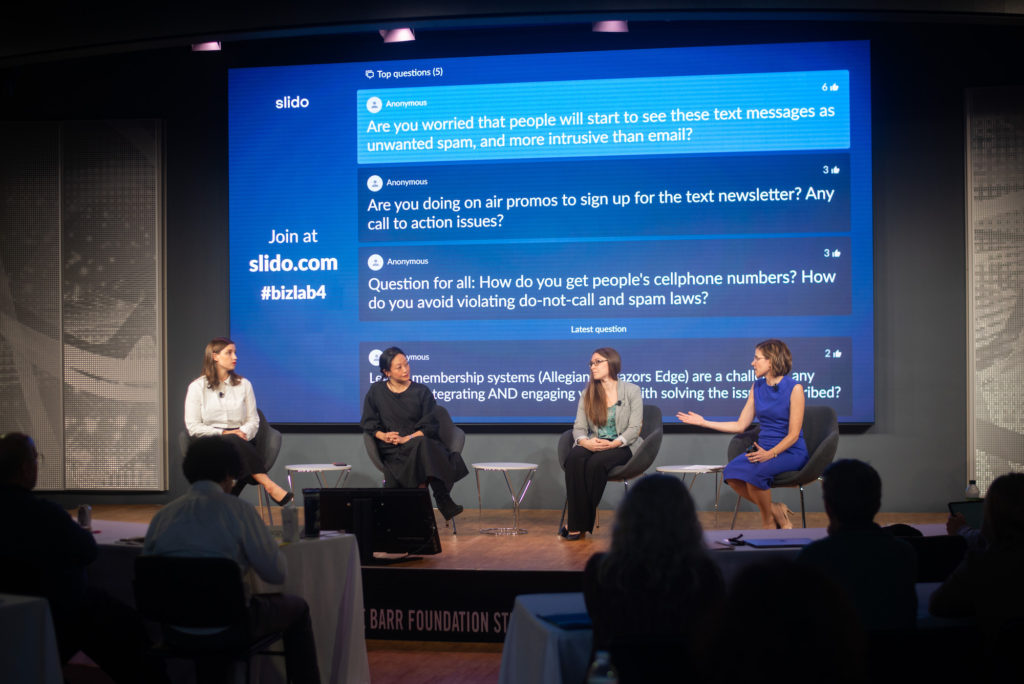 Top questions (5)
slido
Anonymous
6
Are you worried that people will start to see these text messages as
unwanted spam, and more intrusive than email?
Anonymous
3
Are you doing on air promos to sign up for the text newsletter? Any
call to action issues?
Join at
slido.com
#bizlab4
Anonymous
3
Question for all: How do you get people's cellphone numbers? How
do you avoid violating do-not-call and spam laws?
Latest question
2
membership systems (Allegian
azors Edge) are a
any
AND engaging
with solving the
BARR FOUNDATION